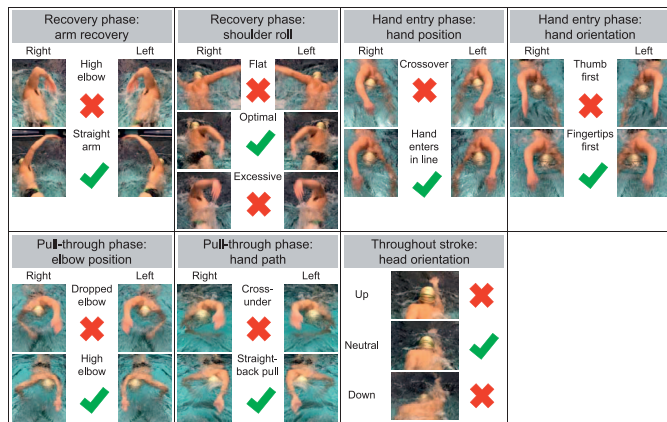 Recovery phase:
arm recovery
Right
Left
High
elbow
Straight
arm
Recovery phase:
shoulder roll
Right
Left
Flat
Optimal
Excessive
Hand entry phase:
hand position
Right
Left
Crossover
Hand
enters
in line
Hand entry phase:
hand orientation
Right
Left
Thumb
first
Fingertips
first
Pull-through phase:
elbow position
Right
Left
Dropped
elbow
High
elbow
Pull-through phase:
hand path
Right
Left
Cross-
under
Straight-
back pull
Throughout stroke:
head orientation
Up
Neutral
Down